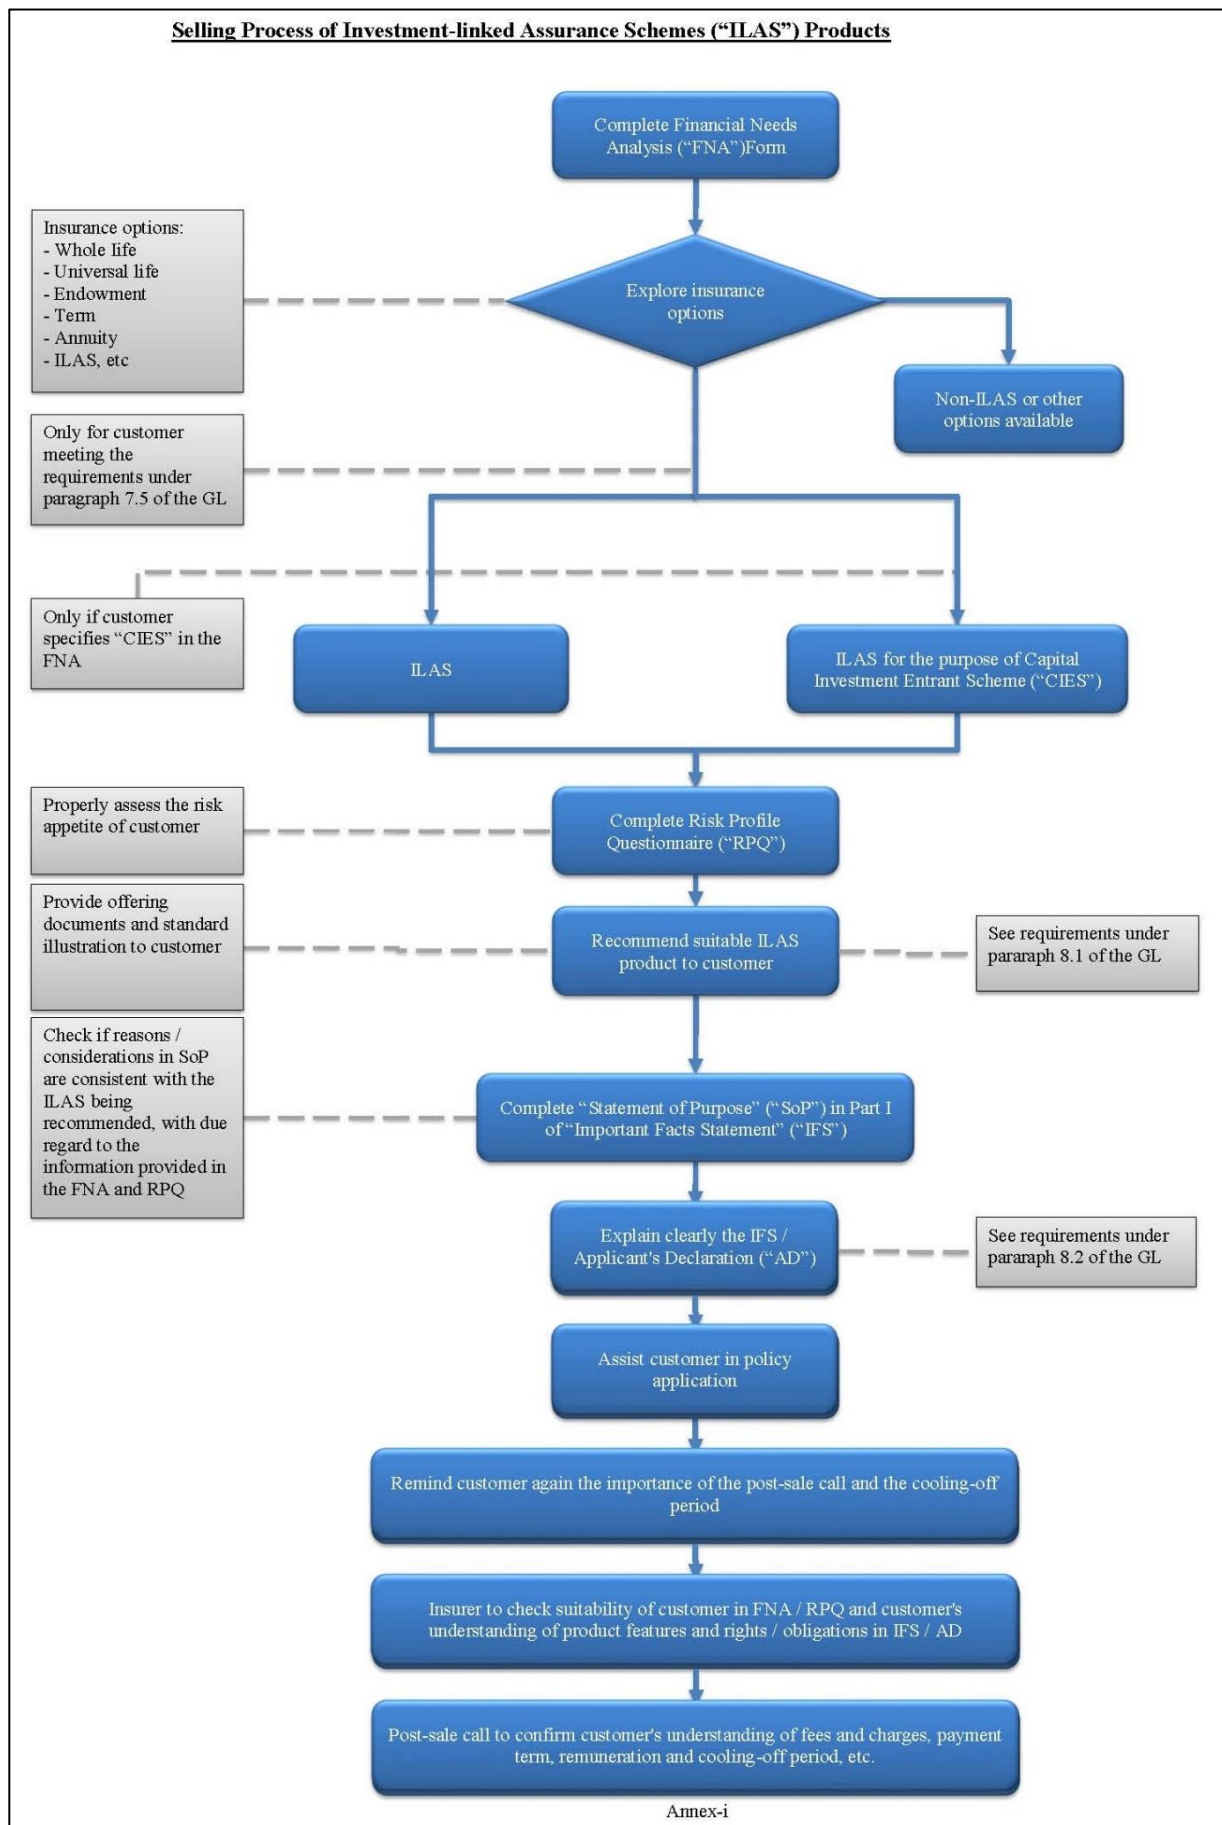 Selling Process of Investment-linked Assurance Schemes (“ILAS”) Products
Complete Financial Needs
Analysis (“FNA”)Form
Insurance options:
- Whole life
- Universal life
- Endowment
- Term
- Annuity
- ILAS, etc
Explore insurance
options
Non-ILAS or other
options available
Only for customer
meeting the
requirements under
paragraph 7.5 of the GL
Only if customer
specifies “CIES” in the
FNA
ILAS
ILAS for the purpose of Capital
Investment Entrant Scheme (“CIES”)
Properly assess the risk
appetite of customer
Complete Risk Profile
Questionnaire (“RPQ”)
Provide offering
documents and standard
illustration to customer
Recommend suitable ILAS
product to customer
See requirements under
pararaph 8.1 of the GL
Check if reasons /
considerations in SoP
are consistent with the
ILAS being
recommended, with due
regard to the
information provided in
the FNA and RPQ
Complete “Statement of Purpose” (“SoP”) in Part I
of “Important Facts Statement” (“IFS”)
Explain clearly the IFS /
Applicant's Declaration (“AD”)
See requirements under
pararaph 8.2 of the GL
Assist customer in policy
application
Remind customer again the importance of the post-sale call and the cooling-off
period
Insurer to check suitability of customer in FNA / RPQ and customer's
understanding of product features and rights / obligations in IFS / AD
Post-sale call to confirm customer's understanding of fees and charges, payment
term, remuneration and cooling-off period, etc.
Annex-i